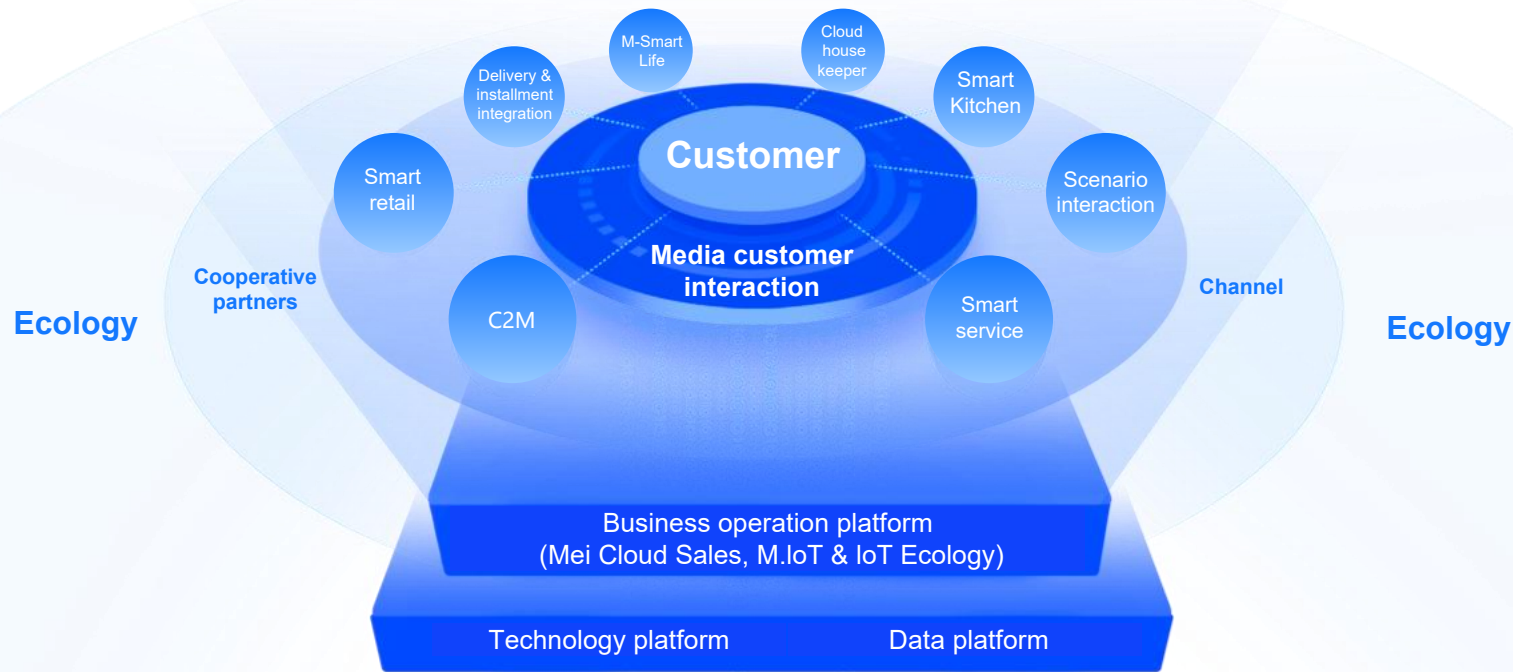 M-Smart
Life
Cloud
house
keeper
Delivery &
installment
integration
Smart
Kitchen
Customer
Smart
retail
Scenario
interaction
Media customer
interaction
Cooperative
partners
Channel
Ecology
C2M
Smart
service
Ecology
Business operation platform
(Mei Cloud Sales, M.IoT & IoT Ecology)
Technology platform
Data platform